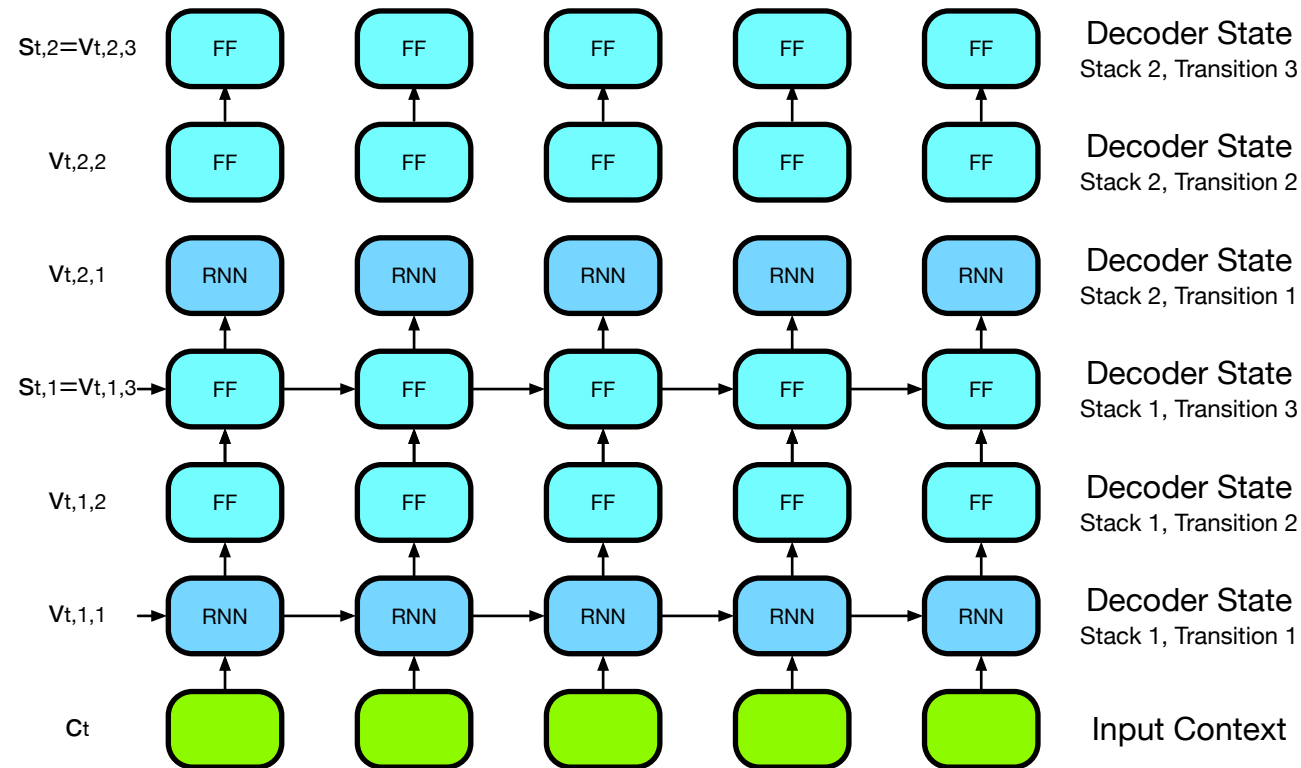 St,2=Vt,2,3 FF FF FF FF FF Decoder State
Stack 2, Transition 3
Vt,2,2 FF FF FF FF FF Decoder State
Stack 2, Transition 2
Vt,2,1 RNN RNN RNN RNN RNN Decoder State
Stack 2, Transition 1
St,1=Vt,1,3 FF FF FF FF FF Decoder State
Stack 1, Transition 3
Vt,1,2 FF FF FF FF FF Decoder State
Stack 1, Transition 2
Vt,1,1 RNN RNN RNN RNN RNN Decoder State
Stack 1, Transition 1
Ct Input Context